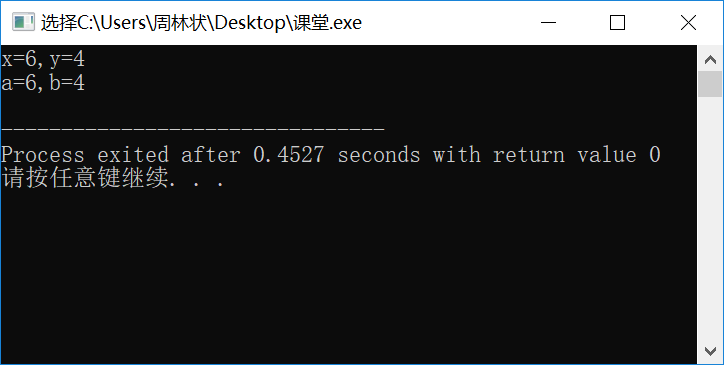 选择C:\Users\周林状\Desktop\课堂.exe
x=6,y=4
a=6,b=4
--------------------------------
Process exited after 0.4527 seconds with return value 0
请按任意键继续. . .